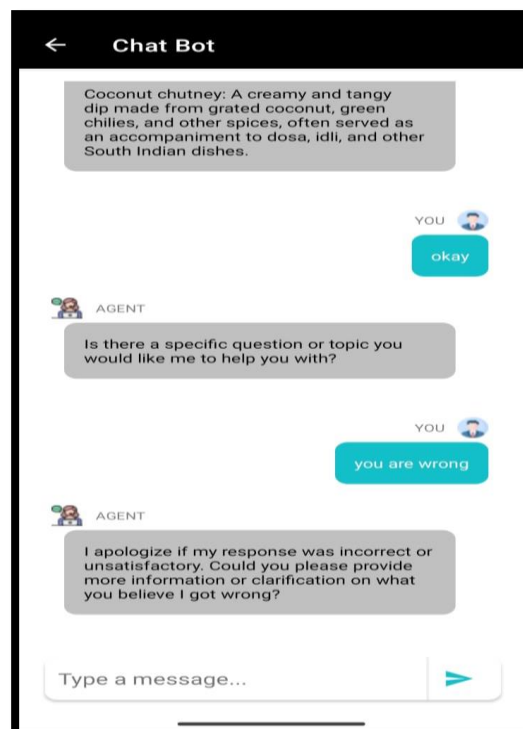 Chat Bot
Coconut chutney: A creamy and tangy
dip made from grated coconut, green
chilies, and other spices, often served as
an accompaniment to dosa, idli, and other
South Indian dishes.
YOU
okay
AGENT
Is there a specific question or topic you
would like me to help you with?
YOU
you are wrong
AGENT
I apologize if my response was incorrect or
unsatisfactory. Could you please provide
more information or clarification on what
you believe I got wrong?
Type a message...